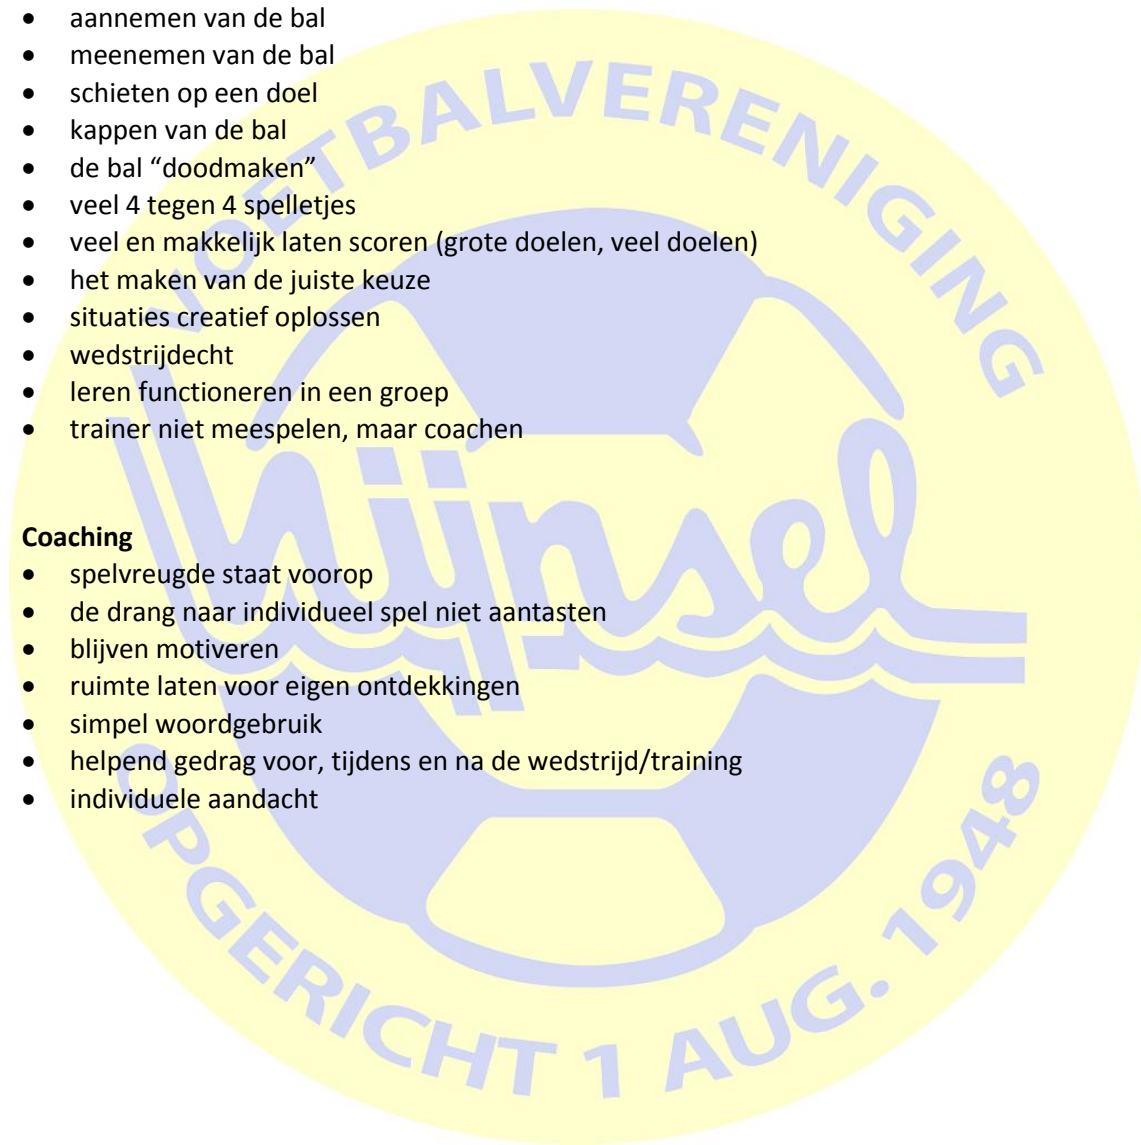 • aannemen van de bal
• meenemen van de bal
• schieten op een doel
• kappen van de bal
• de bal “doodmaken”
• veel 4 tegen 4 spelletjes
• veel en makkelijk laten scoren (grote doelen, veel doelen)
• het maken van de juiste keuze
• situaties creatief oplossen
• wedstrijdecht
• leren functioneren in een groep
• trainer niet meespelen, maar coachen
Coaching
• spelvreugde staat voorop
• de drang naar individueel spel niet aantasten
• blijven motiveren
• ruimte laten voor eigen ontdekkingen
• simpel woordgebruik
• helpend gedrag voor, tijdens en na de wedstrijd/training
• individuele aandacht
VOETBALVERENIGING
hijnsel
OPGERICHT 1 AUG. 1948